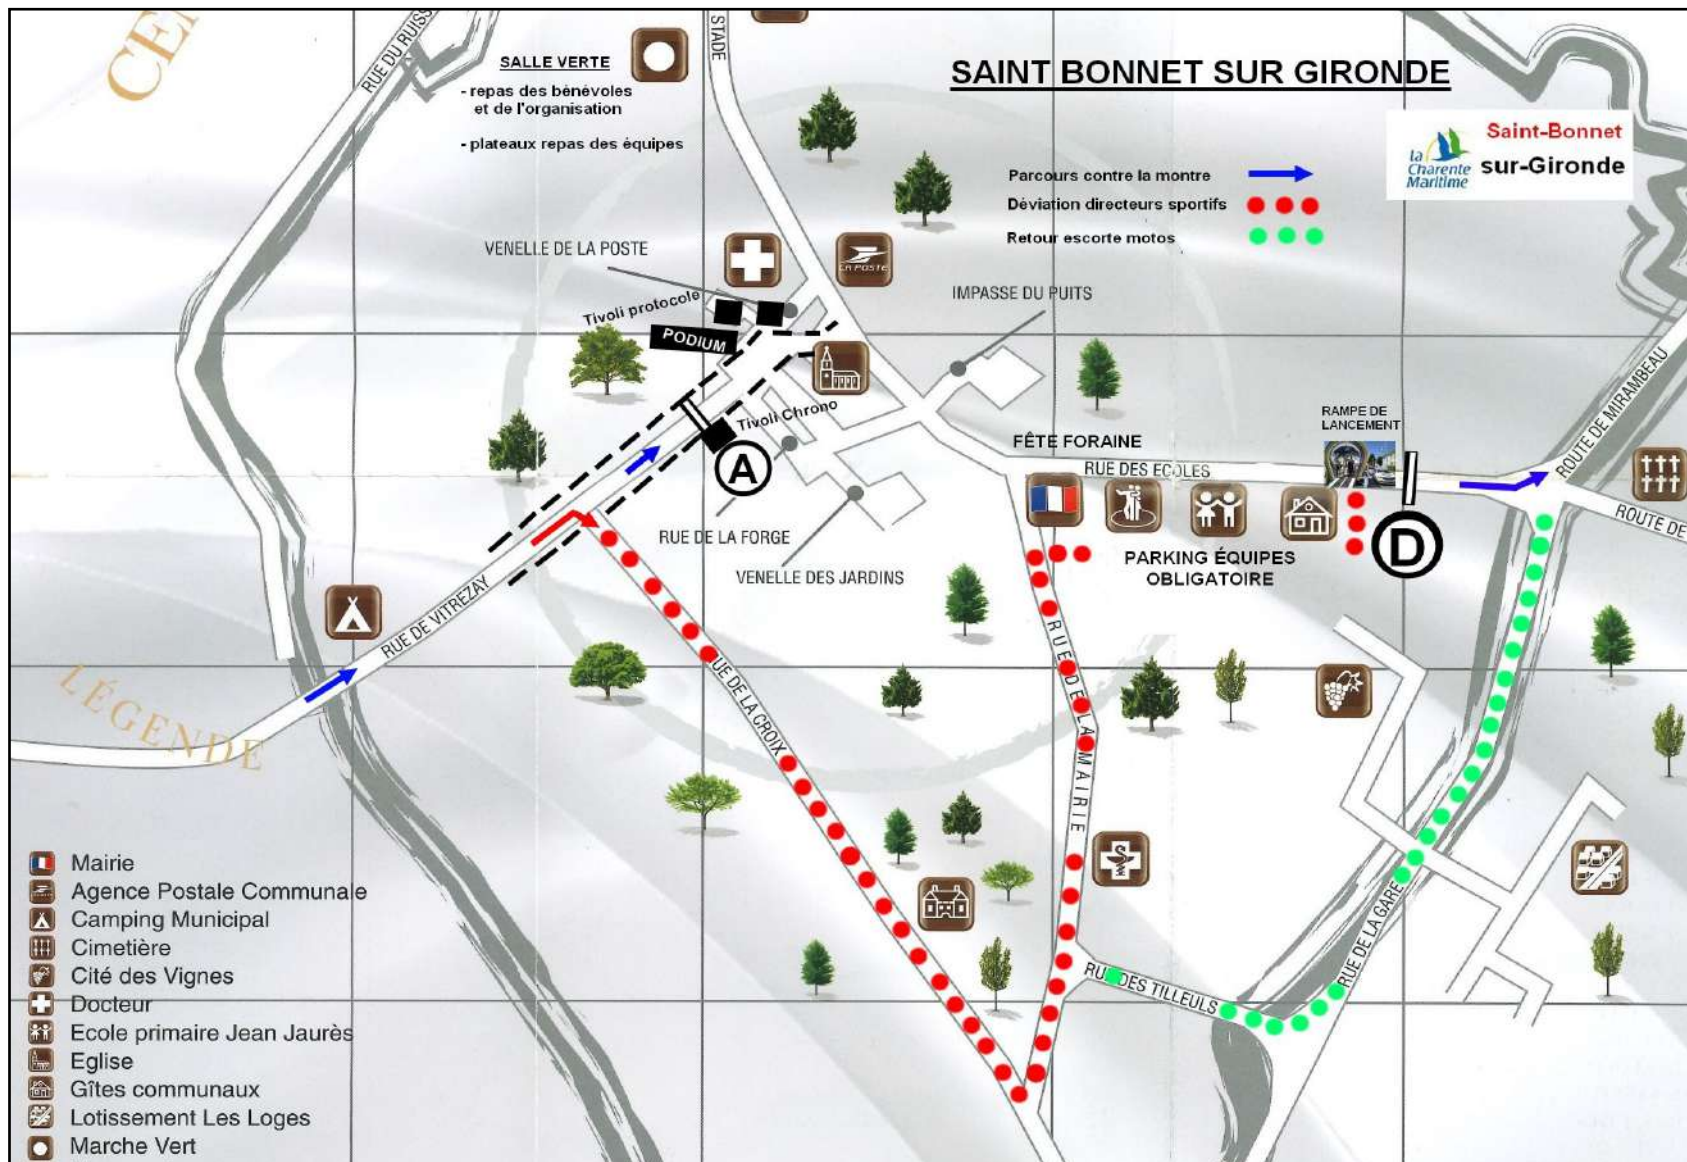 CE
RUE DU RUISS
STADE
SALLE VERTE
- repas des bénévoles
et de l'organisation
- plateaux repas des équipes
SAINT BONNET SUR GIRONDE
la
Charente
Maritime
Saint-Bonnet
sur-Gironde
Parcours contre la montre
Déviation directeurs sportifs
Retour escorte motos
VENELLE DE LA POSTE
LA POSTE
IMPASSE DU PUITS
Tivoli protocole
PODIUM
Tivoli Chrono
A
FÊTE FORAINE
RAMPE DE
LANCEMENT
ROUTE DE MIRAMBEAU
RUE DES ECOLES
ROUTE DE
D
RUE DE LA FORGE
VENELLE DES JARDINS
PARKING ÉQUIPES
OBLIGATOIRE
RUE DE VITREZAY
RUE DE LA MAIRIE
UE DE LA CROIX
LÉGENDE
RUE DE LA GARE
RU DES TILLEULS
Mairie
Agence Postale Communale
Camping Municipal
Cimetière
Cité des Vignes
Docteur
Ecole primaire Jean Jaurès
Eglise
Gîtes communaux
Lotissement Les Loges
Marche Vert